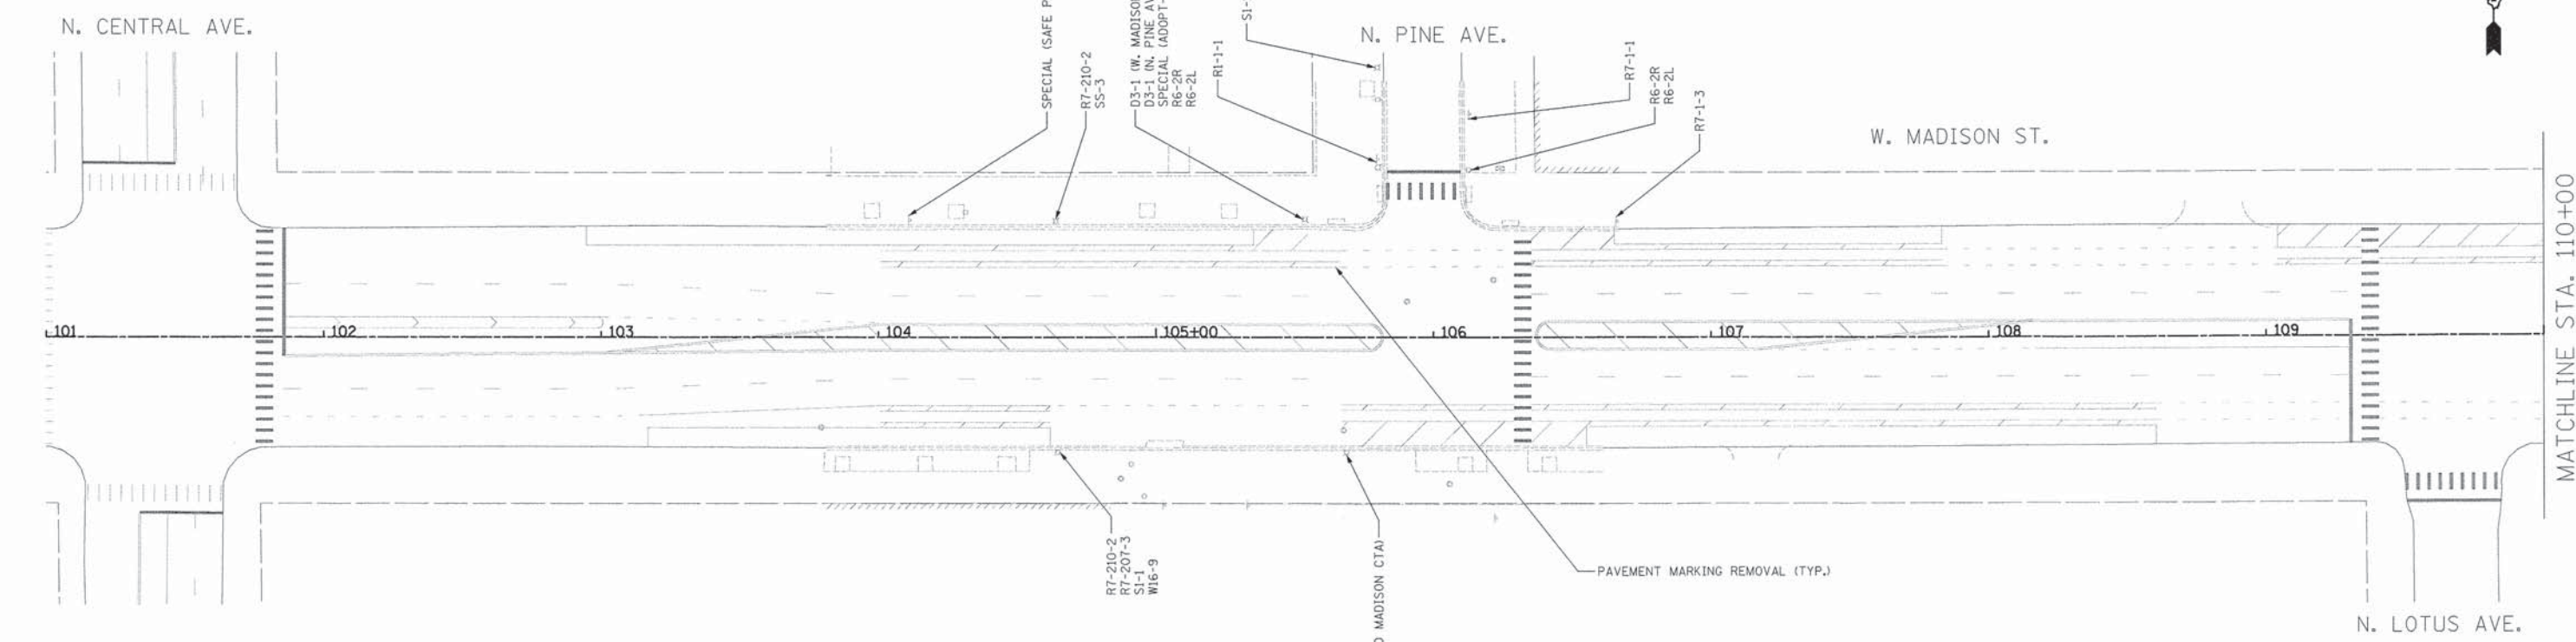 N. CENTRAL AVE.
SPECIAL (SAFE P
R7-210-2
SS-3
D3-1 (W. MADISO
D3-1 (N. PINE AV
SPECIAL (ADOPT-
R6-2R
R6-2L
R1-1-1
S1-
N. PINE AVE.
R7-1-1
R6-2R
R6-2L
R7-1-3
W. MADISON ST.
101
102
103
104
105+00
106
107
108
109
MATCHLINE STA. 110+00
R7-210-2
R7-207-3
S1-1
W16-9
MADISON CTA)
PAVEMENT MARKING REMOVAL (TYP.)
N. LOTUS AVE.